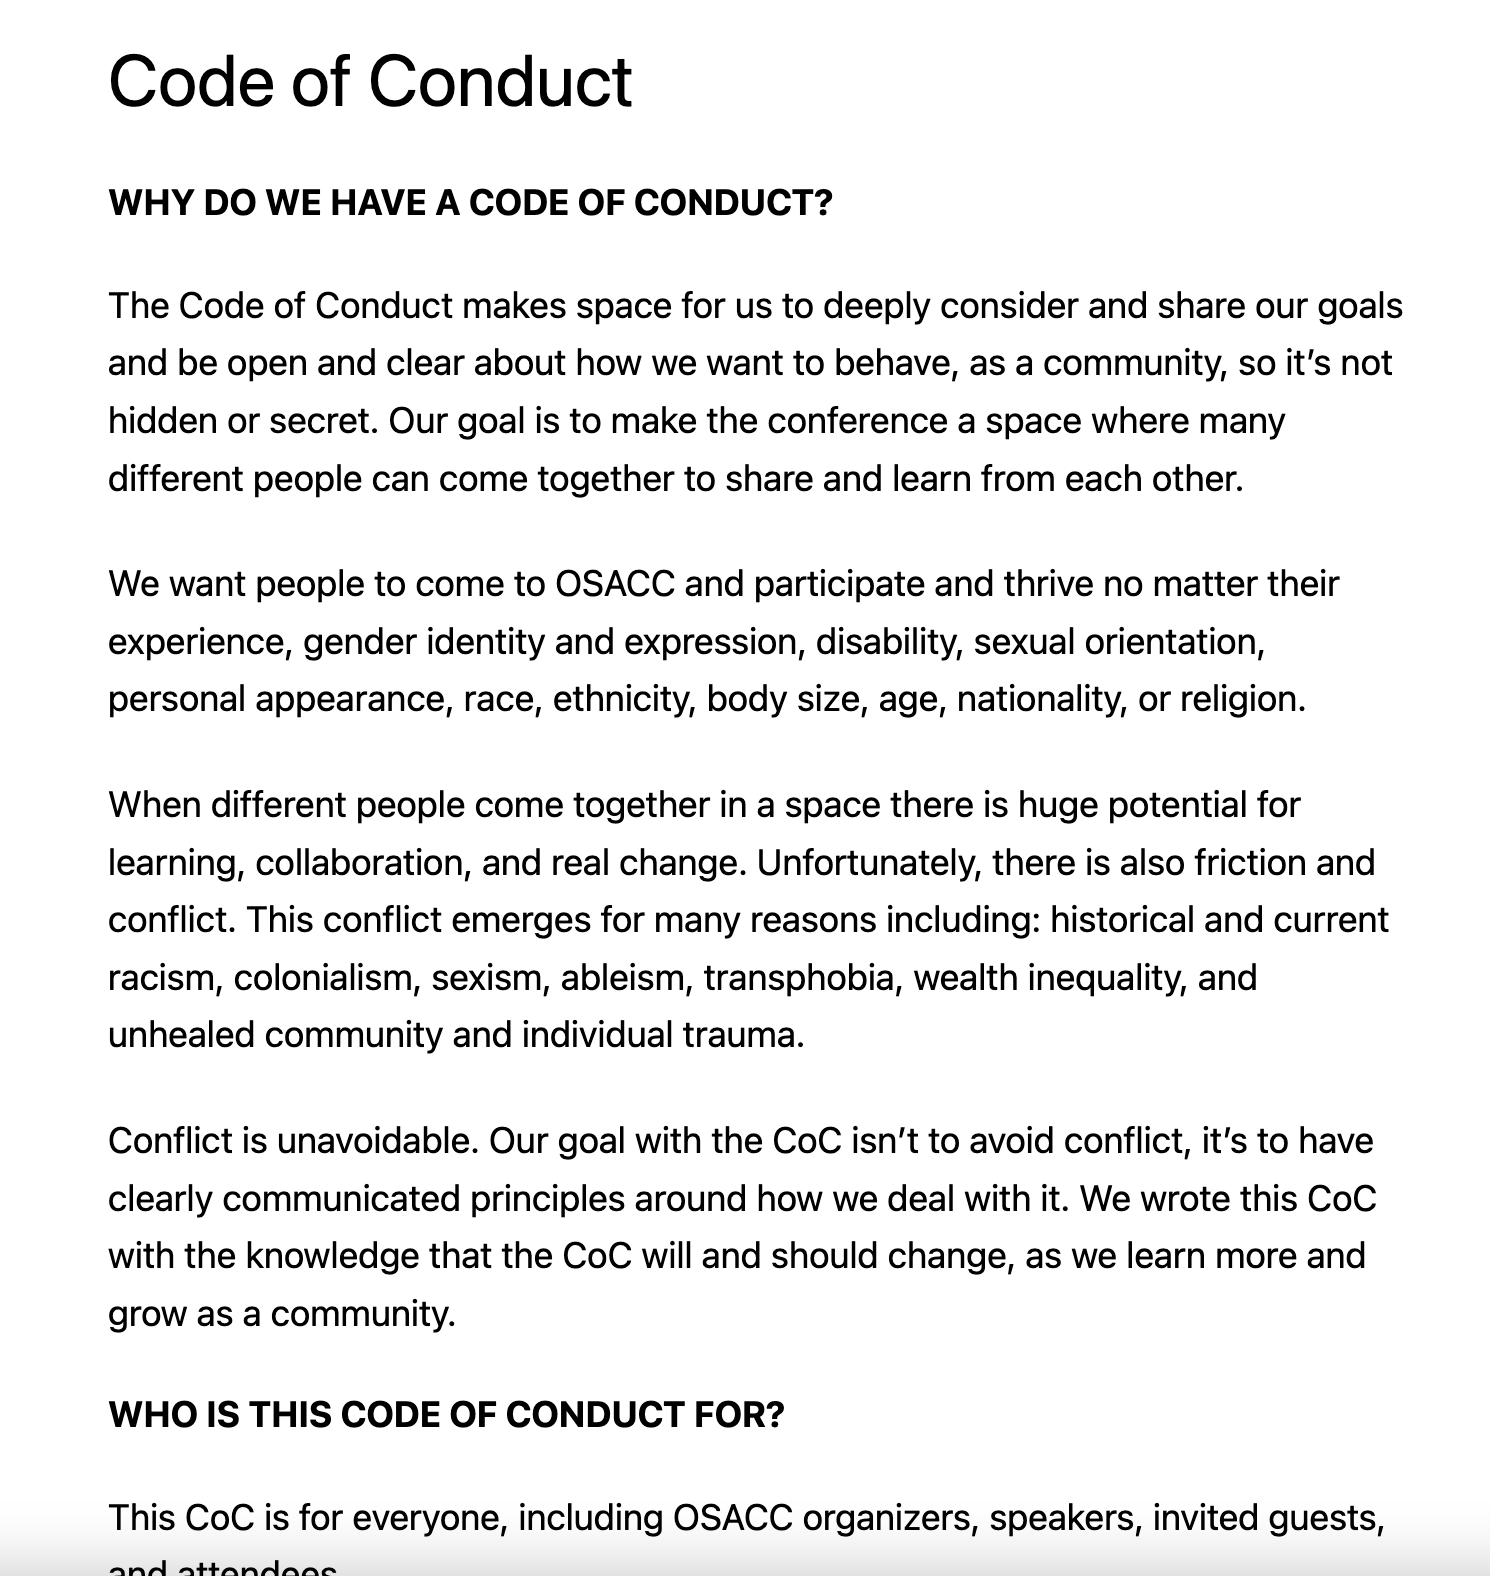 Code of Conduct
WHY DO WE HAVE A CODE OF CONDUCT?
The Code of Conduct makes space for us to deeply consider and share our goals
and be open and clear about how we want to behave, as a community, so it’s not
hidden or secret. Our goal is to make the conference a space where many
different people can come together to share and learn from each other.
We want people to come to OSACC and participate and thrive no matter their
experience, gender identity and expression, disability, sexual orientation,
personal appearance, race, ethnicity, body size, age, nationality, or religion.
When different people come together in a space there is huge potential for
learning, collaboration, and real change. Unfortunately, there is also friction and
conflict. This conflict emerges for many reasons including: historical and current
racism, colonialism, sexism, ableism, transphobia, wealth inequality, and
unhealed community and individual trauma.
Conflict is unavoidable. Our goal with the CoC isn’t to avoid conflict, it’s to have
clearly communicated principles around how we deal with it. We wrote this CoC
with the knowledge that the CoC will and should change, as we learn more and
grow as a community.
WHO IS THIS CODE OF CONDUCT FOR?
This CoC is for everyone, including OSACC organizers, speakers, invited guests,
and attendees